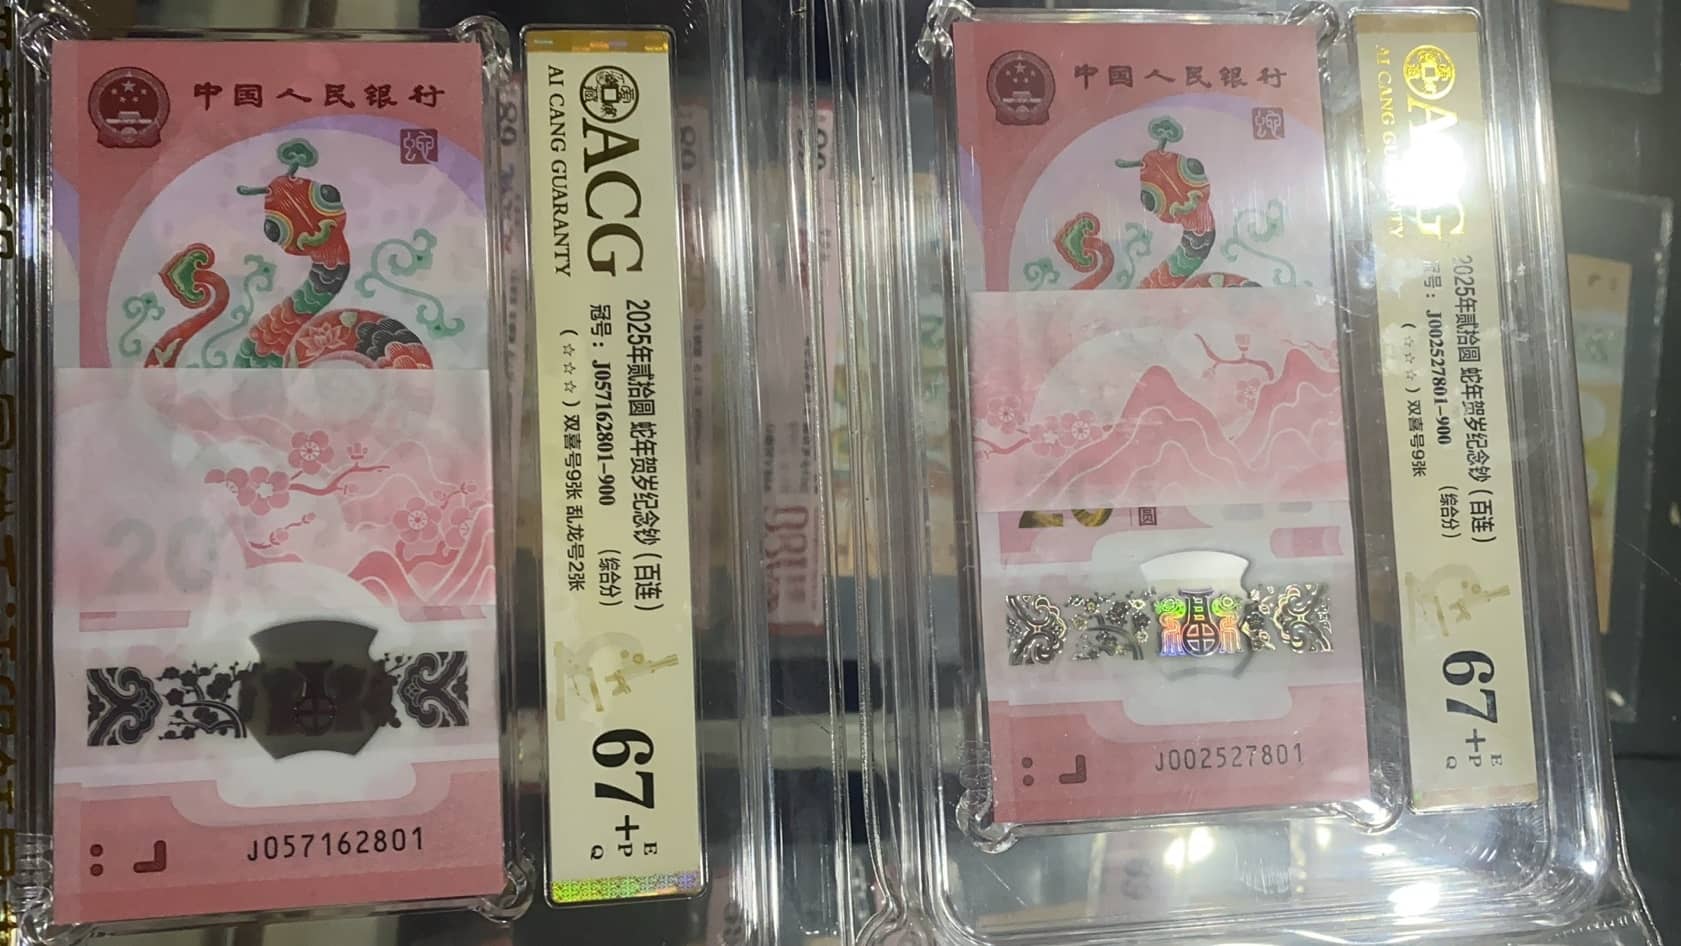 中国人民银行
J057162801
爱藏
ACG
AI CANG GUARANTY
2025年贰拾圆 蛇年贺岁纪念钞（百连）
冠号：J057162801-900 （综合分）
（☆☆☆）双喜号9张 乱龙号2张
67+
E
P
Q
中国人民银行
20
圆
J002527801
ACG
AI CANG GUARANTY
2025年贰拾圆 蛇年贺岁纪念钞（百连）
冠号：J002527801-900 （综合分）
（☆☆☆）双喜号9张
67+
E
P
Q